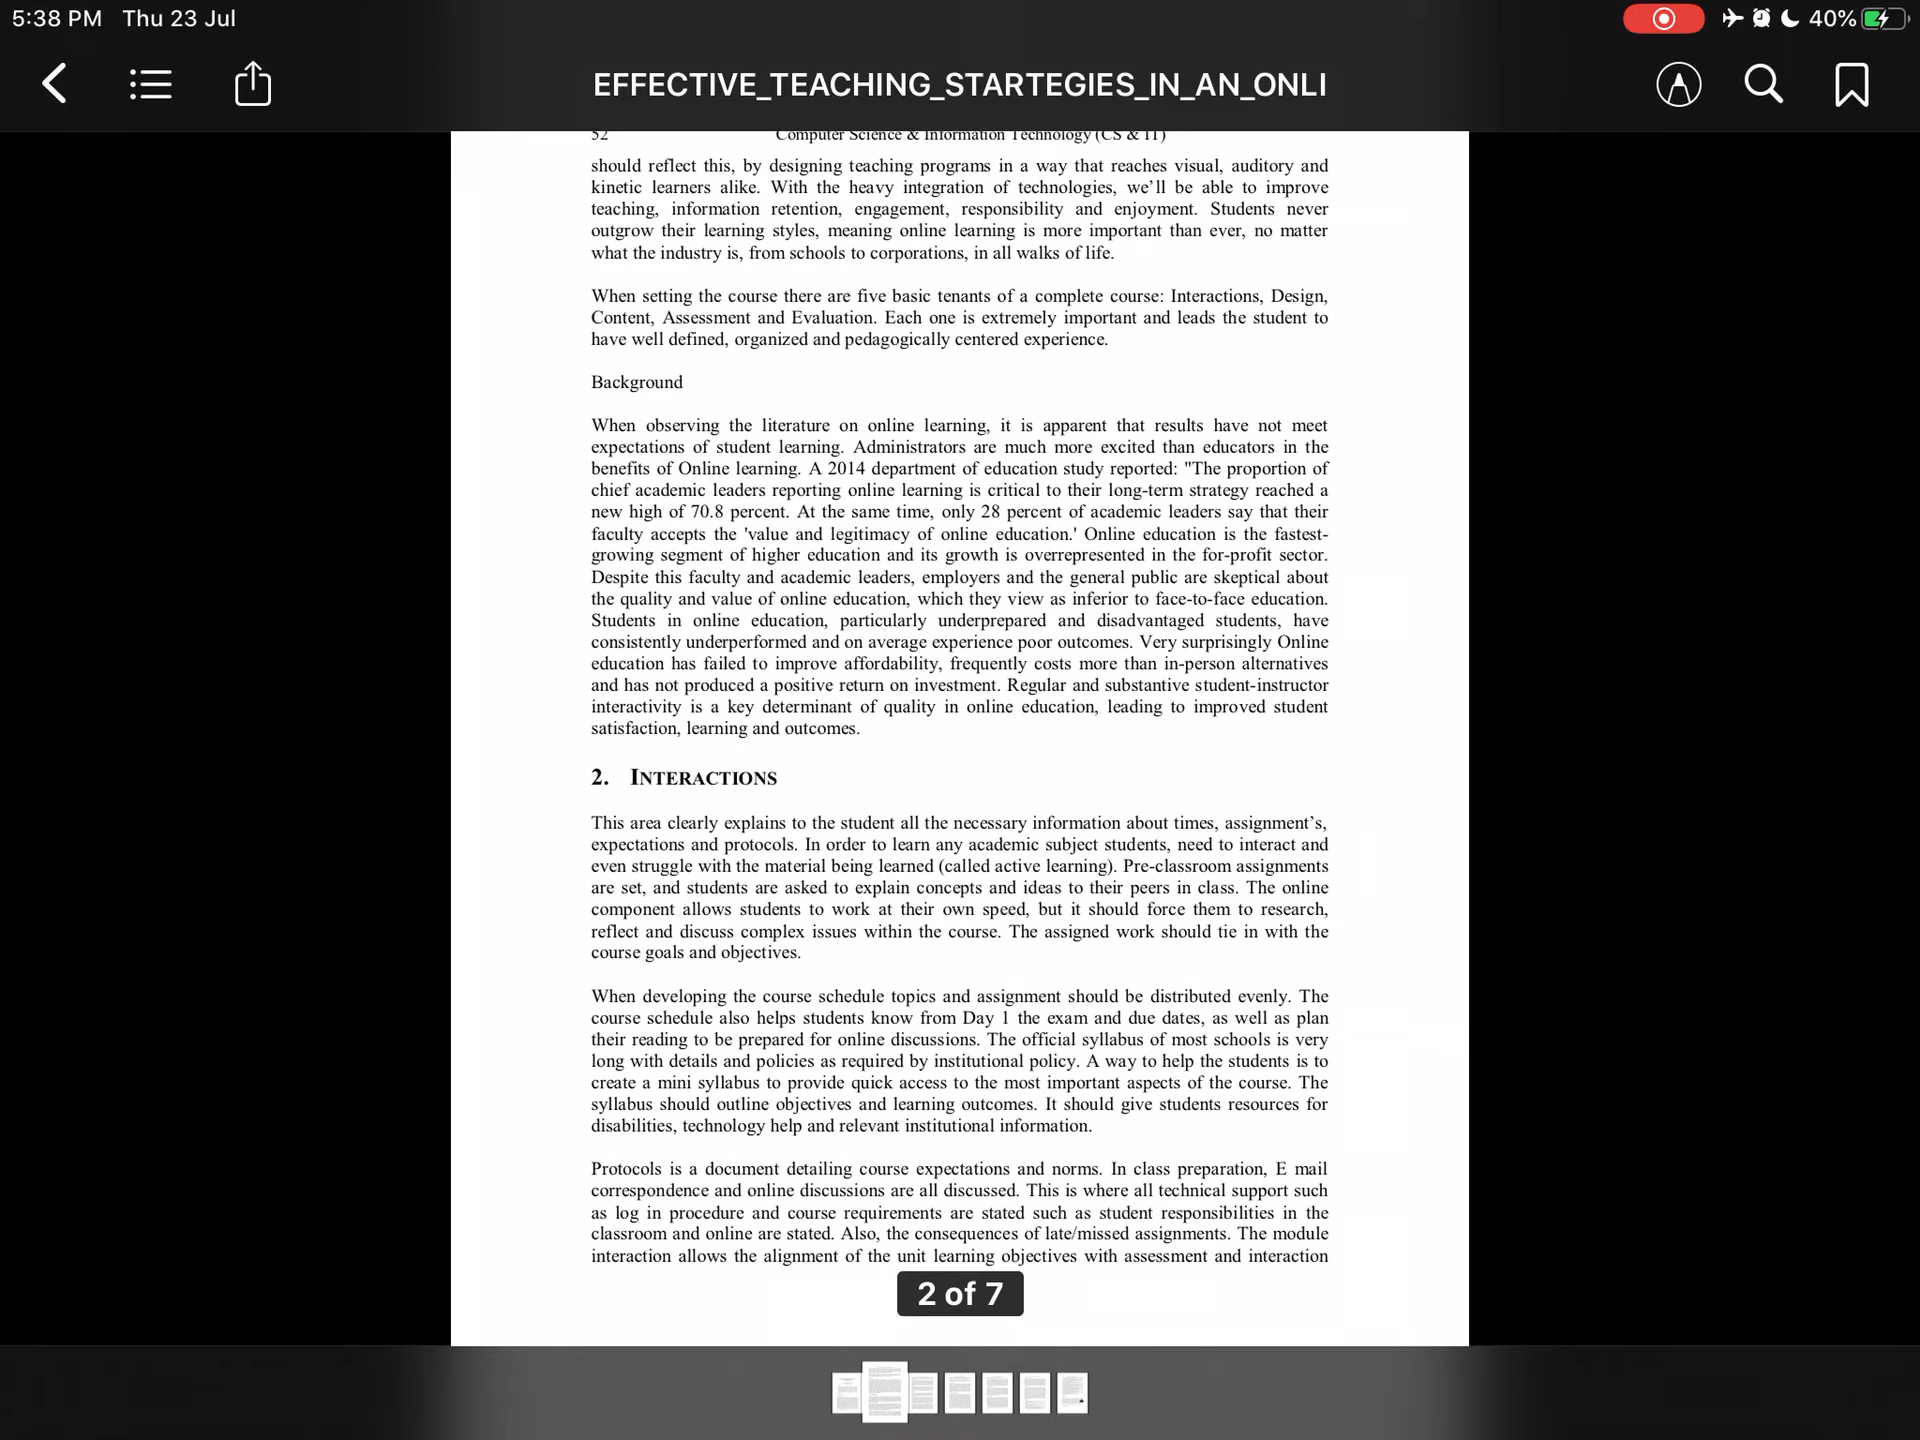 5:38 PM Thu 23 Jul
40%
EFFECTIVE_TEACHING_STARTEGIES_IN_AN_ONLI
52 Computer Science & Information Technology (CS & IT)
should reflect this, by designing teaching programs in a way that reaches visual, auditory and
kinetic learners alike. With the heavy integration of technologies, we'll be able to improve
teaching, information retention, engagement, responsibility and enjoyment. Students never
outgrow their learning styles, meaning online learning is more important than ever, no matter
what the industry is, from schools to corporations, in all walks of life.
When setting the course there are five basic tenants of a complete course: Interactions, Design,
Content, Assessment and Evaluation. Each one is extremely important and leads the student to
have well defined, organized and pedagogically centered experience.
Background
When observing the literature on online learning, it is apparent that results have not meet
expectations of student learning. Administrators are much more excited than educators in the
benefits of Online learning. A 2014 department of education study reported: "The proportion of
chief academic leaders reporting online learning is critical to their long-term strategy reached a
new high of 70.8 percent. At the same time, only 28 percent of academic leaders say that their
faculty accepts the 'value and legitimacy of online education.' Online education is the fastest-
growing segment of higher education and its growth is overrepresented in the for-profit sector.
Despite this faculty and academic leaders, employers and the general public are skeptical about
the quality and value of online education, which they view as inferior to face-to-face education.
Students in online education, particularly underprepared and disadvantaged students, have
consistently underperformed and on average experience poor outcomes. Very surprisingly Online
education has failed to improve affordability, frequently costs more than in-person alternatives
and has not produced a positive return on investment. Regular and substantive student-instructor
interactivity is a key determinant of quality in online education, leading to improved student
satisfaction, learning and outcomes.
2. INTERACTIONS
This area clearly explains to the student all the necessary information about times, assignment's,
expectations and protocols. In order to learn any academic subject students, need to interact and
even struggle with the material being learned (called active learning). Pre-classroom assignments
are set, and students are asked to explain concepts and ideas to their peers in class. The online
component allows students to work at their own speed, but it should force them to research,
reflect and discuss complex issues within the course. The assigned work should tie in with the
course goals and objectives.
When developing the course schedule topics and assignment should be distributed evenly. The
course schedule also helps students know from Day 1 the exam and due dates, as well as plan
their reading to be prepared for online discussions. The official syllabus of most schools is very
long with details and policies as required by institutional policy. A way to help the students is to
create a mini syllabus to provide quick access to the most important aspects of the course. The
syllabus should outline objectives and learning outcomes. It should give students resources for
disabilities, technology help and relevant institutional information.
Protocols is a document detailing course expectations and norms. In class preparation, E mail
correspondence and online discussions are all discussed. This is where all technical support such
as log in procedure and course requirements are stated such as student responsibilities in the
classroom and online are stated. Also, the consequences of late/missed assignments. The module
interaction allows the alignment of the unit learning objectives with assessment and interaction
2 of 7